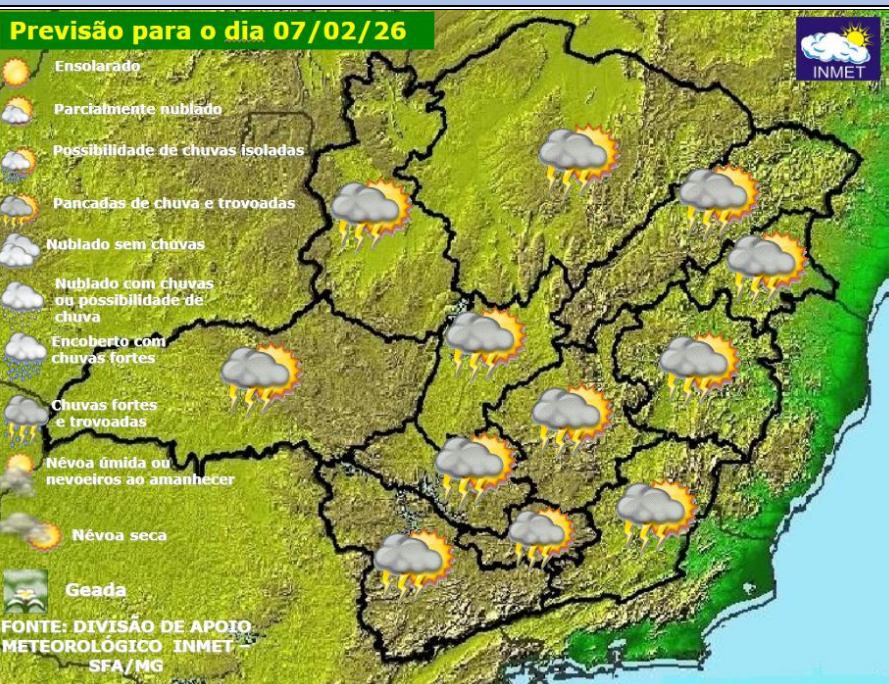 Previsão para o dia 07/02/26
INMET
Ensolarado
Parcialmente nublado
Possibilidade de chuvas isoladas
Pancadas de chuva e trovoadas
Nublado sem chuvas
Nublado com chuvas
ou possibilidade de
chuva
Encoberto com
chuvas fortes
Chuvas fortes
e trovoadas
Névoa úmida ou
nevoeiros ao amanhecer
Névoa seca
Geada
FONTE: DIVISÃO DE APOIO
METEOROLÓGICO INMET –
SFA/MG